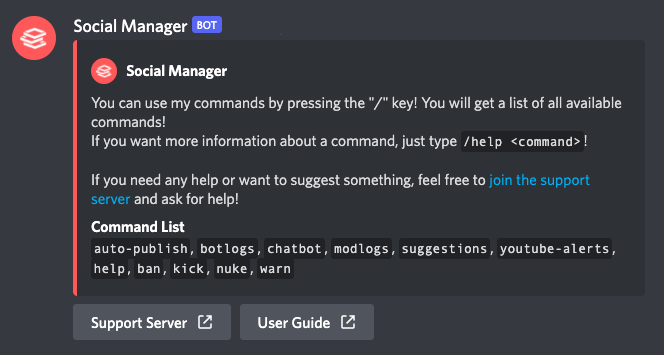 Social Manager BOT
Social Manager
You can use my commands by pressing the "/" key! You will get a list of all available
commands!
If you want more information about a command, just type /help <command>!
If you need any help or want to suggest something, feel free to join the support
server and ask for help!
Command List
auto-publish, botlogs, chatbot, modlogs, suggestions, youtube-alerts,
help, ban, kick, nuke, warn
Support Server User Guide